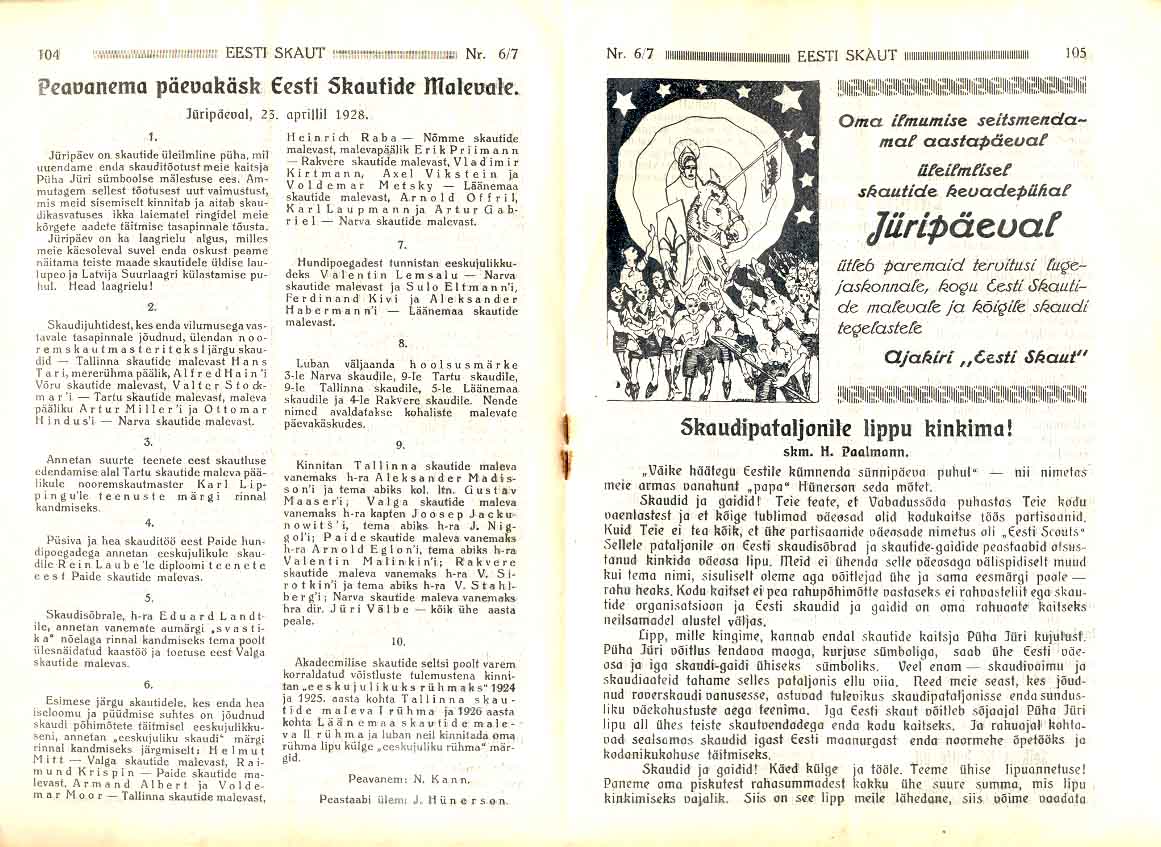 104 EESTI SKAUT Nr. 6/7
Peavanema päevakäsk Eesti Skautide Malevale.
Jüripäeval, 23. aprillil 1928.
1.
Jüripäev on skautide üleilmline püha, mil
uuendame enda skauditõotust meie kaitsja
Püha Jüri sümboolse mälestuse ees. Am-
mutagem sellest tõotusest uut vaimustust,
mis meid sisemiselt kinnitab ja aitab skau-
dikasvatuses ikka laiematel ringidel meie
kõrgete aadete täitmise tasapinnale tõusta.
Jüripäev on ka laagrielu algus, milles
meie käesoleval suvel enda oskust peame
näitama teiste maade skautidele üldise lau-
lupeo ja Latvija Suurlaagri külastamise pu-
hul. Head laagrielu!
2.
Skaudijuhtidest, kes enda vilumusega vas-
tavale tasapinnale jõudnud, ülendan noo-
remskautmasteriteks I järgu skau-
did — Tallinna skautide malevast Hans
Tari, mererühma päälik, Alfred Hain'i
Võru skautide malevast, Valter Stock-
mar'i — Tartu skautide malevast, maleva
pääliku Artur Miller'i ja Ottomar
Hindus'i — Narva skautide malevast.
3.
Annetan suurte teenete eest skautluse
edendamise alal Tartu skautide maleva pää-
likule nooremskautmaster Karl Lip-
pingu'le teenuste märgi rinnal
kandmiseks.
4.
Püsiva ja hea skauditöö eest Paide hun-
dipoegadega annetan eeskujulikule skau-
dile Rein Laube'le diploomi teenete
eest Paide skautide malevas.
5.
Skaudisõbrale, h-ra Eduard Landt-
ile, annetan vanemate aumärgi „svasti-
ka" nõelaga rinnal kandmiseks tema poolt
ülesnäidatud kaastöö ja toetuse eest Valga
skautide malevas.
6.
Esimese järgu skautidele, kes enda hea
iseloomu ja püüdmise suhtes on jõudnud
skaudi põhimõtete täitmisel eeskujulikku-
seni, annetan „eeskujuliku skaudi" märgi
rinnal kandmiseks järgmiselt: Helmut
Mitt — Valga skautide malevast, Rai-
mund Krispin — Paide skautide ma-
levast, Armand Albert ja Volde-
mar Moor — Tallinna skautide malevast,
Heinrich Raba — Nõmme skautide
malevast, malevapäälik Erik Priimann
— Rakvere skautide malevast, Vladimir
Kirtmann, Axel Vikstein ja
Voldemar Metsky — Läänemaa
skautide malevast, Arnold Offril,
Karl Laupmann ja Artur Gab-
riel — Narva skautide malevast.
7.
Hundipoegadest tunnistan eeskujulikku-
deks Valentin Lemsalu — Narva
skautide malevast ja Sulo Eltmann'i,
Ferdinand Kivi ja Aleksander
Habermann'i — Läänemaa skautide
malevast.
8.
Luban väljaanda hoolsusmärke
3-le Narva skaudile, 9-le Tartu skaudile,
9-le Tallinna skaudile, 5-le Läänemaa
skaudile ja 4-le Rakvere skaudile. Nende
nimed avaldatakse kohaliste malevate
päevakäskudes.
9.
Kinnitan Tallinna skautide maleva
vanemaks h-ra Aleksander Madis-
son'i ja tema abiks kol. ltn. Gustav
Maaser'i; Valga skautide maleva
vanemaks h-ra kapten Joosep Jacku-
nowitš'i, tema abiks h-ra J. Nig-
gol'i; Paide skautide maleva vanemaks
h-ra Arnold Eglon'i, tema abiks h-ra
Valentin Malinkin'i; Rakvere
skautide maleva vanemaks h-ra V. Si-
rotkin'i ja tema abiks h-ra V. Stahl-
berg'i; Narva skautide maleva vanemaks
hra dir. Jüri Välbe — kõik ühe aasta
peale.
10.
Akadeemilise skautide seltsi poolt varem
korraldatud võistluste tulemustena kinni-
tan „eeskujulikuks rühmaks" 1924
ja 1925. aasta kohta Tallinna skau-
tide maleva I rühma ja 1926 aasta
kohta Läänemaa skautide male-
va II rühma ja luban neil kinnitada oma
rühma lipu külge „eeskujuliku rühma" mär-
gid.
Peavanem: N. Kann.
Peastaabi ülem: J. Hünerson.
Nr. 6/7 EESTI SKAUT 105
Oma ilmumise seitsmenda-
mal aastapäeval
üleilmlisel
skautide kevadepühal
Jüripäeval
ütleb paremaid tervitusi luge-
jaskonnale, kogu Eesti Skauti-
de malevale ja kõigile skaudi
tegelastele
Ajakiri „Eesti Skaut"
Skaudipataljonile lippu kinkima!
skm. H. Paalmann.
„Väike häätegu Eestile kümnenda sünnipäeva puhul" — nii nimetas
meie armas vanahunt „papa" Hünerson seda mõtet.
Skaudid ja gaidid! Teie teate, et Vabadussõda puhastas Teie kodu
vaenlastest ja et kõige tublimad väeosad olid kodukaitse töös partisaanid.
Kuid Teie ei tea kõik, et ühe partisaanide väeosade nimetus oli „Eesti Scouts"
Sellele pataljonile on Eesti skaudisõbrad ja skautide-gaidide peastaabid otsus-
tanud kinkida väeosa lipu. Meid ei ühenda selle väeosaga välispidiselt muud
kui tema nimi, sisuliselt oleme aga võitlejad ühe ja sama eesmärgi poole —
rahu heaks. Kodu kaitset ei pea rahupõhimõtte vastaseks ei rahvasteliit ega skau-
tide organisatsioon ja Eesti skaudid ja gaidid on oma rahuaate kaitseks
neilsamadel alustel väljas.
Lipp, mille kingime, kannab endal skautide kaitsja Püha Jüri kujutust.
Püha Jüri võitlus lendava maoga, kurjuse sümboliga, saab ühe Eesti väe-
osa ja iga skaudi-gaidi ühiseks sümboliks. Veel enam — skaudivaimu ja
skaudiaateid tahame selles pataljonis ellu viia. Need meie seast, kes jõud-
nud roverskaudi vanusesse, astuvad tulevikus skaudipataljonisse enda sundus-
liku väekohustuste aega teenima. Iga Eesti skaut võitleb sõjaajal Püha Jüri
lipu all ühes teiste skautvendadega enda kodu kaitseks. Ja rahuajal kohta-
vad sealsamas skaudid igast Eesti maanurgast enda noormehe õpetööks ja
kodanikukohuse täitmiseks.
Skaudid ja gaidid! Käed külge ja tööle. Teeme ühise lipuannetuse!
Paneme oma piskutest rahasummadest kokku ühe suure summa, mis lipu
kinkimiseks vajalik. Siis on see lipp meile lähedane, siis võime vaadata